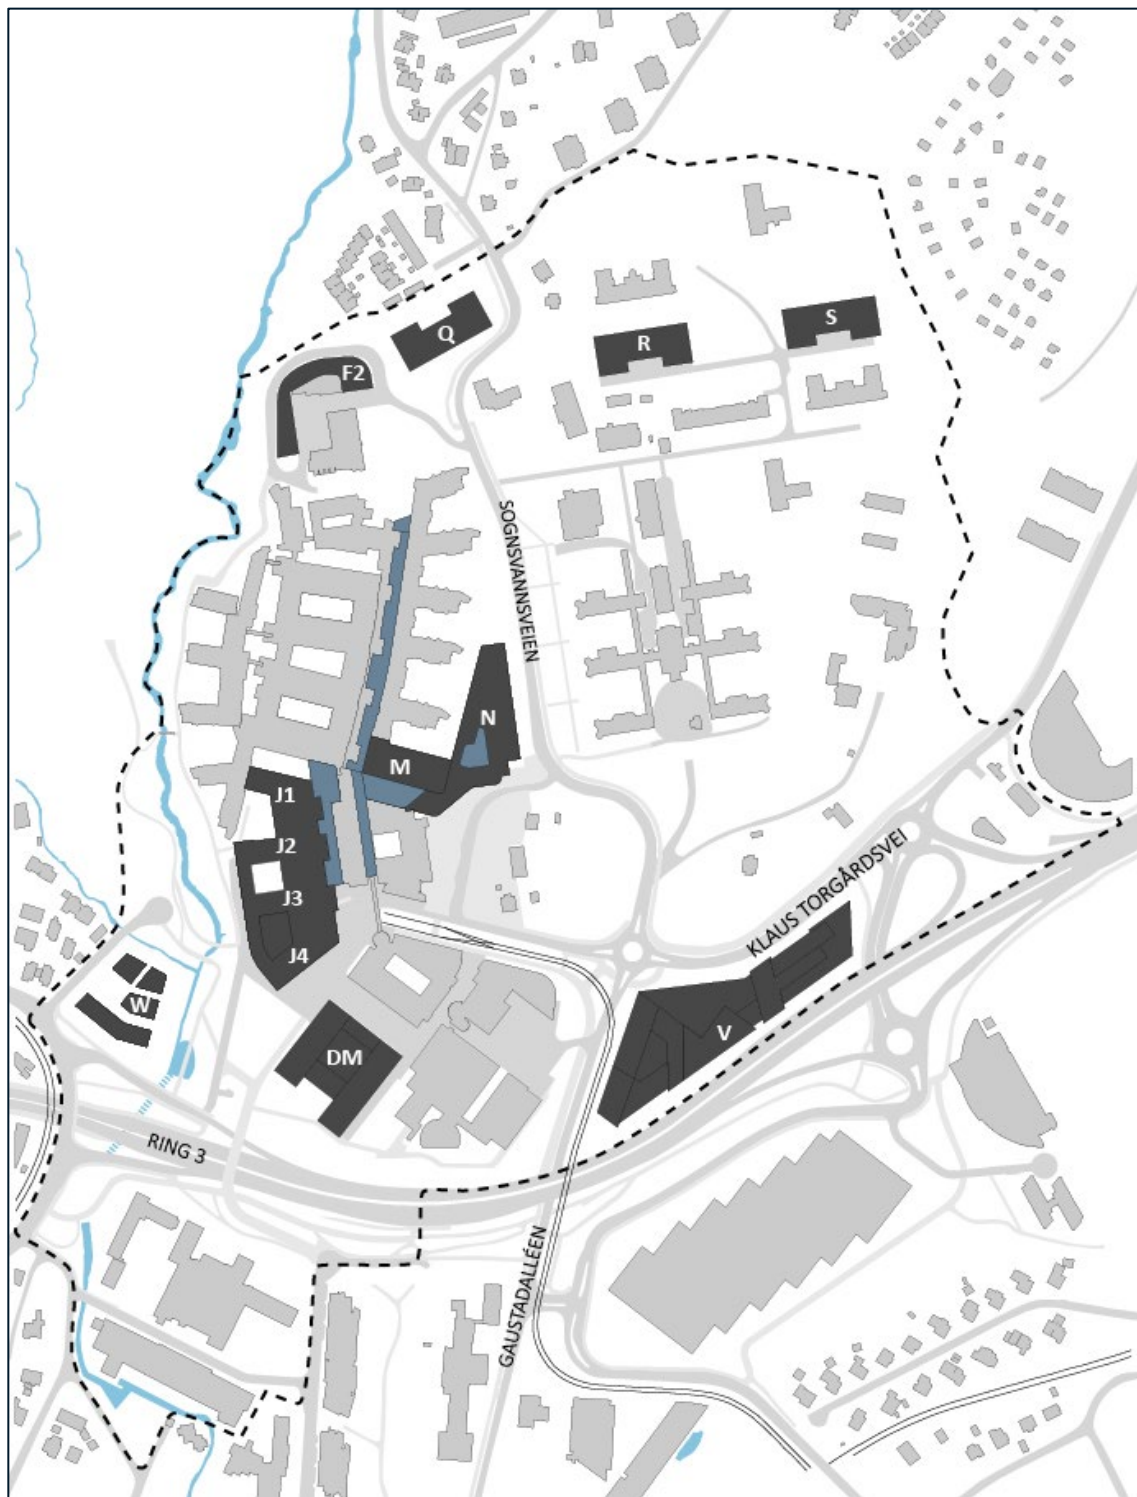 S
Q
R
F2
SOGNSVANNSVEIEN
N
M
J1
J2
KLAUS TORGÅRDSVEI
J3
J4
W
V
DM
RING 3
GAUSTADALLÉEN